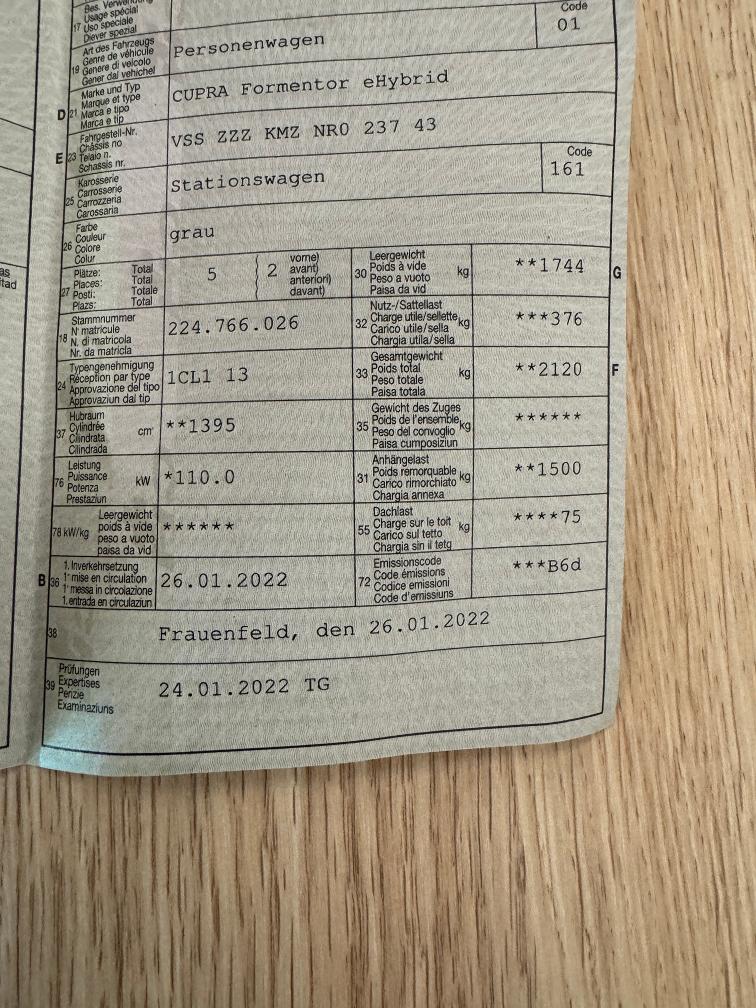 Bes. Verwendung
Usage spécial
17 Uso speciale
Diever spezial
Code
01
Art des Fahrzeugs
Genre de véhicule
19 Genere di veicolo
Gener dal vehichel
Personenwagen
Marke und Typ
D 21 Marque et type
Marca e tipo
Marca e tip
CUPRA Formentor eHybrid
Fahrgestell-Nr.
Châssis no
E 23 Telaio n.
Schassis nr.
VSS ZZZ KMZ NR0 237 43
Karosserie
Carrosserie
25 Carrozzeria
Carossaria
Stationswagen
Code
161
Farbe
Couleur
26 Colore
Colur
grau
Plätze: Total
Places: Total
27 Posti: Totale
Plazs: Total
5
2
vorne)
avant)
anteriori)
davant)
Leergewicht
30 Poids à vide kg
Peso a vuoto
Paisa da vid
**1744
G
Stammnummer
N° matricule
18 N. di matricola
Nr. da matricla
224.766.026
Nutz-/Sattellast
32 Charge utile/sellette kg
Carico utile/sella
Chargia utila/sella
***376
Typengenehmigung
Réception par type
24 Approvazione del tipo
Approvaziun dal tip
1CL1 13
Gesamtgewicht
33 Poids total kg
Peso totale
Paisa totala
**2120
F
Hubraum
37 Cylindrée cm³
Cilindrata
Cilindrada
**1395
Gewicht des Zuges
35 Poids de l'ensemble kg
Peso del convoglio
Paisa cumposiziun
******
Leistung
76 Puissance kW
Potenza
Prestaziun
*110.0
Anhängelast
31 Poids remorquable kg
Carico rimorchiato
Chargia annexa
**1500
Leergewicht
78 kW/kg poids à vide
peso a vuoto
paisa da vid
******
Dachlast
55 Charge sur le toit kg
Carico sul tetto
Chargia sin il tetg
****75
1. Inverkehrsetzung
B 36 1re mise en circulation
1a messa in circolazione
1. entrada en circulaziun
26.01.2022
Emissionscode
72 Code émissions
Codice emissioni
Code d'emissiuns
***B6d
38
Frauenfeld, den 26.01.2022
Prüfungen
39 Expertises
Perizie
Examinaziuns
24.01.2022 TG